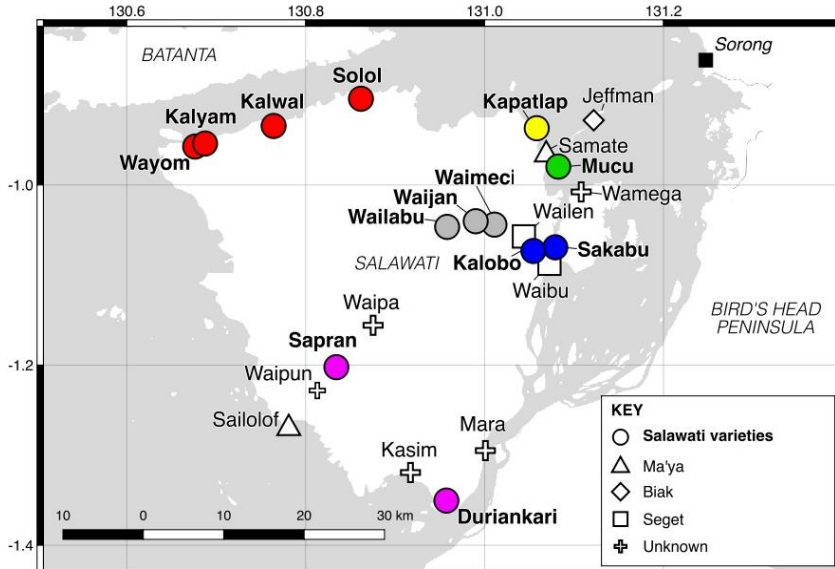 130.6 130.8 131.0 131.2
BATANTA
Sorong
Solol
Kalwal
Kalyam
Wayom
Kapatlap
Jeffman
Samate
Mucu
-1.0
Waimeci
Waijan
Wailabu
Wamega
Wailen
SALAWATI
Kalobo
Sakabu
Waibu
Waipa
BIRD'S HEAD
PENINSULA
Sapran
-1.2
Waipun
Sailolof
Kasim
Mara
Duriankari
10 0 10 20 30 km
-1.4
KEY
Salawati varieties
Ma'ya
Biak
Seget
Unknown